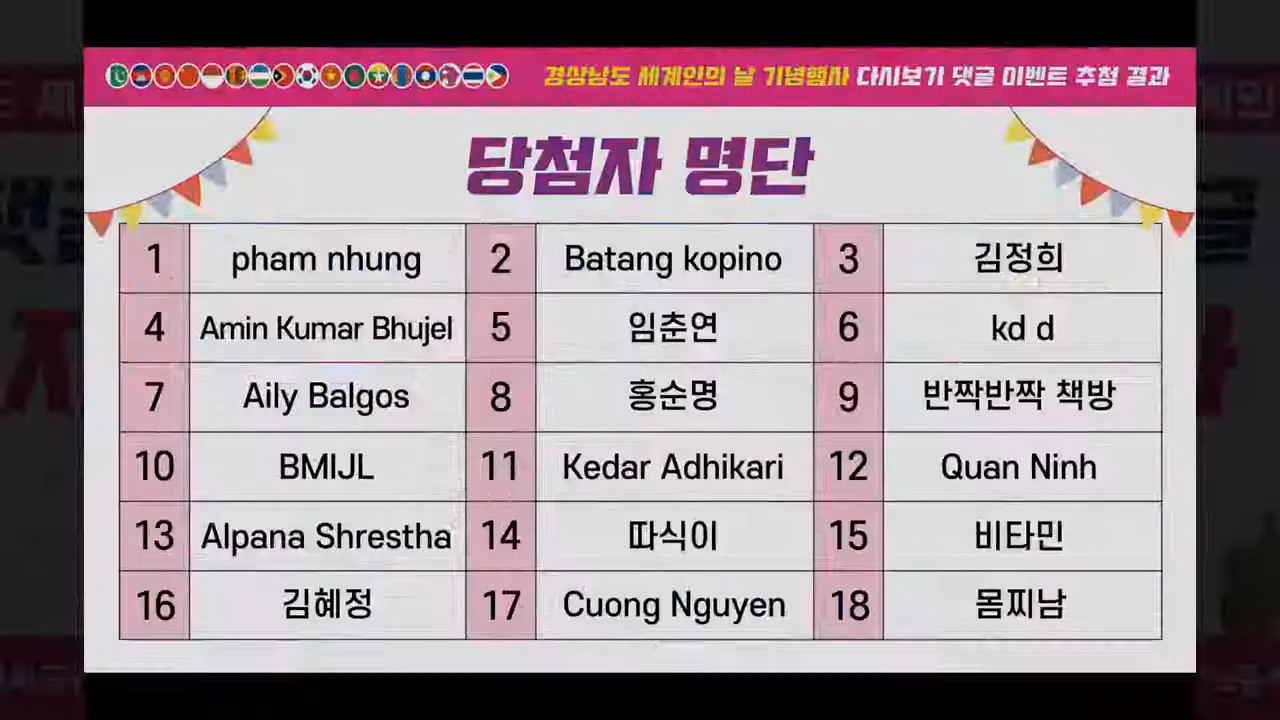 경상남도 세계인의 날 기념행사 다시보기 댓글 이벤트 추첨 결과
당첨자 명단
1 pham nhung 2 Batang kopino 3 김정희
4 Amin Kumar Bhujel 5 임춘연 6 kd d
7 Aily Balgos 8 홍순명 9 반짝반짝 책방
10 BMIJL 11 Kedar Adhikari 12 Quan Ninh
13 Alpana Shrestha 14 따식이 15 비타민
16 김혜정 17 Cuong Nguyen 18 몸찌남